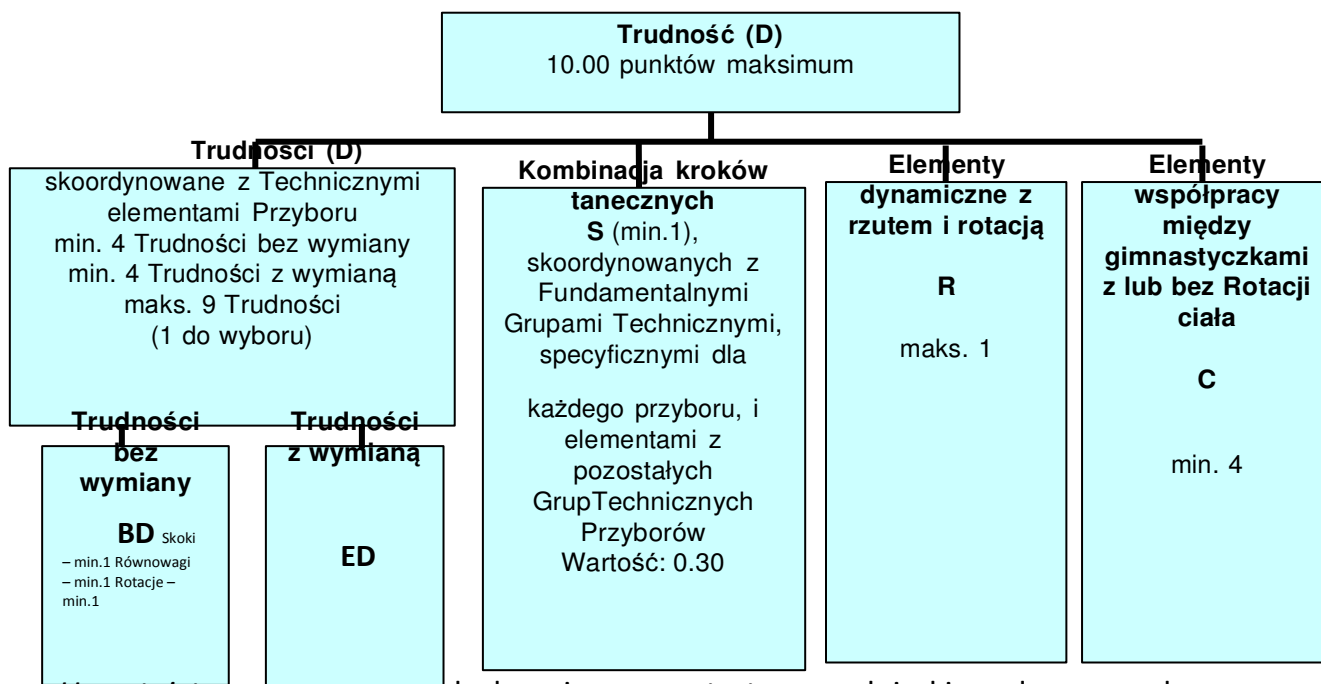 Trudność (D)
10.00 punktów maksimum
Trudności (D)
skoordynowane z Technicznymi
elementami Przyboru
min. 4 Trudności bez wymiany
min. 4 Trudności z wymianą
maks. 9 Trudności
(1 do wyboru)
Trudności
bez
wymiany
BD Skoki
– min.1 Równowagi
– min.1 Rotacje –
min.1
Trudności
z wymianą
ED
Kombinacja kroków
tanecznych
S (min.1),
skoordynowanych z
Fundamentalnymi
Grupami Technicznymi,
specyficznymi dla
każdego przyboru, i
elementami z
pozostałych
GrupTechnicznych
Przyborów
Wartość: 0.30
Elementy
dynamiczne z
rzutem i rotacją
R
maks. 1
Elementy
współpracy
między
gimnastyczkami
z lub bez Rotacji
ciała
C
min. 4